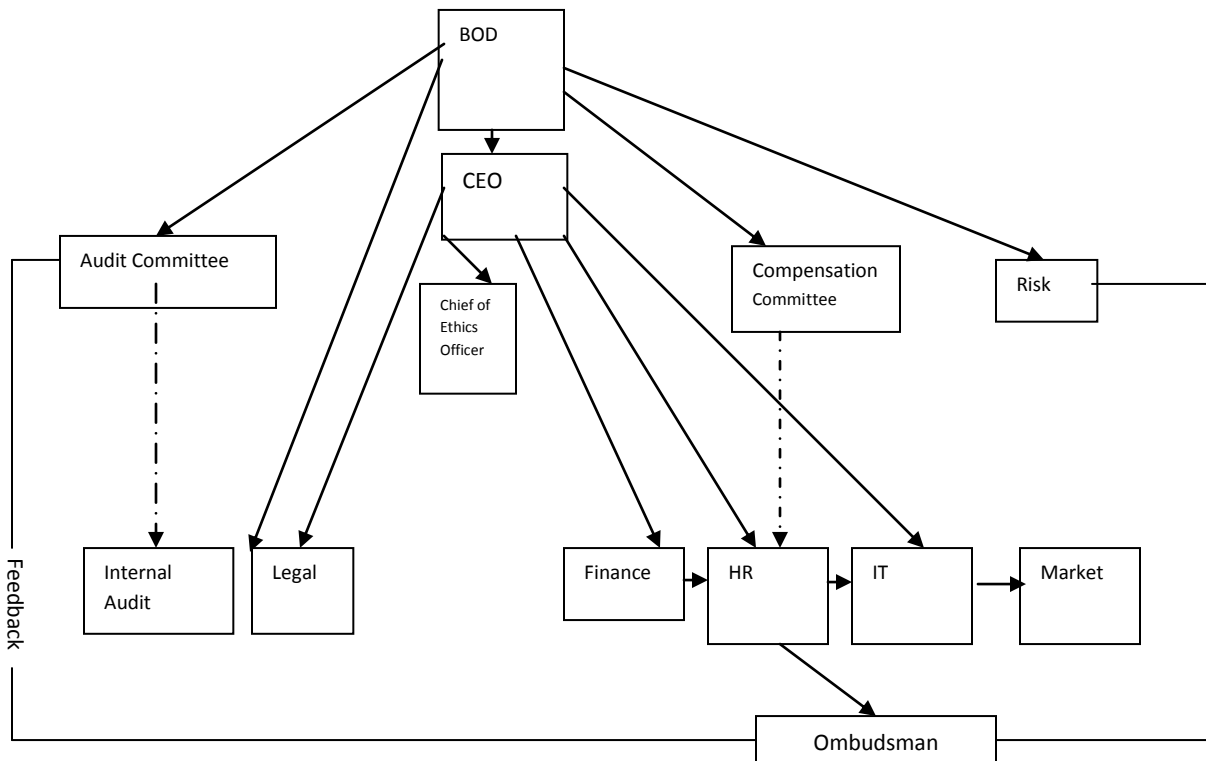 BOD
CEO
Audit Committee
Compensation
Committee
Risk
Chief of
Ethics
Officer
Feedback
Internal
Audit
Legal
Finance
HR
IT
Market
Ombudsman